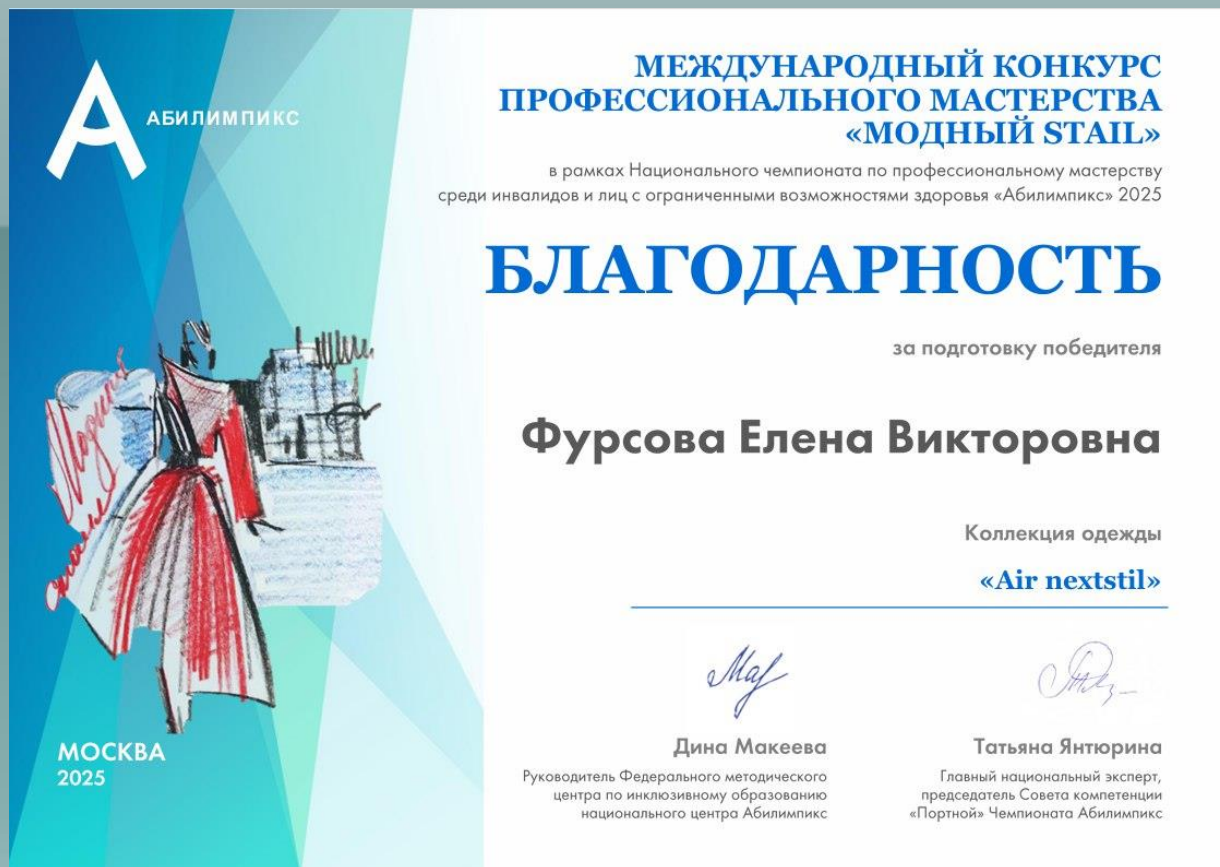 АБИЛИМПИКС
МЕЖДУНАРОДНЫЙ КОНКУРС
ПРОФЕССИОНАЛЬНОГО МАСТЕРСТВА
«МОДНЫЙ STAIL»
в рамках Национального чемпионата по профессиональному мастерству
среди инвалидов и лиц с ограниченными возможностями здоровья «Абилимпикс» 2025
БЛАГОДАРНОСТЬ
за подготовку победителя
Фурсова Елена Викторовна
Коллекция одежды
«Air nextstil»
Дина Макеева
Руководитель Федерального методического
центра по инклюзивному образованию
национального центра Абилимпикс
Татьяна Янтюрина
Главный национальный эксперт,
председатель Совета компетенции
«Портной» Чемпионата Абилимпикс
МОСКВА
2025